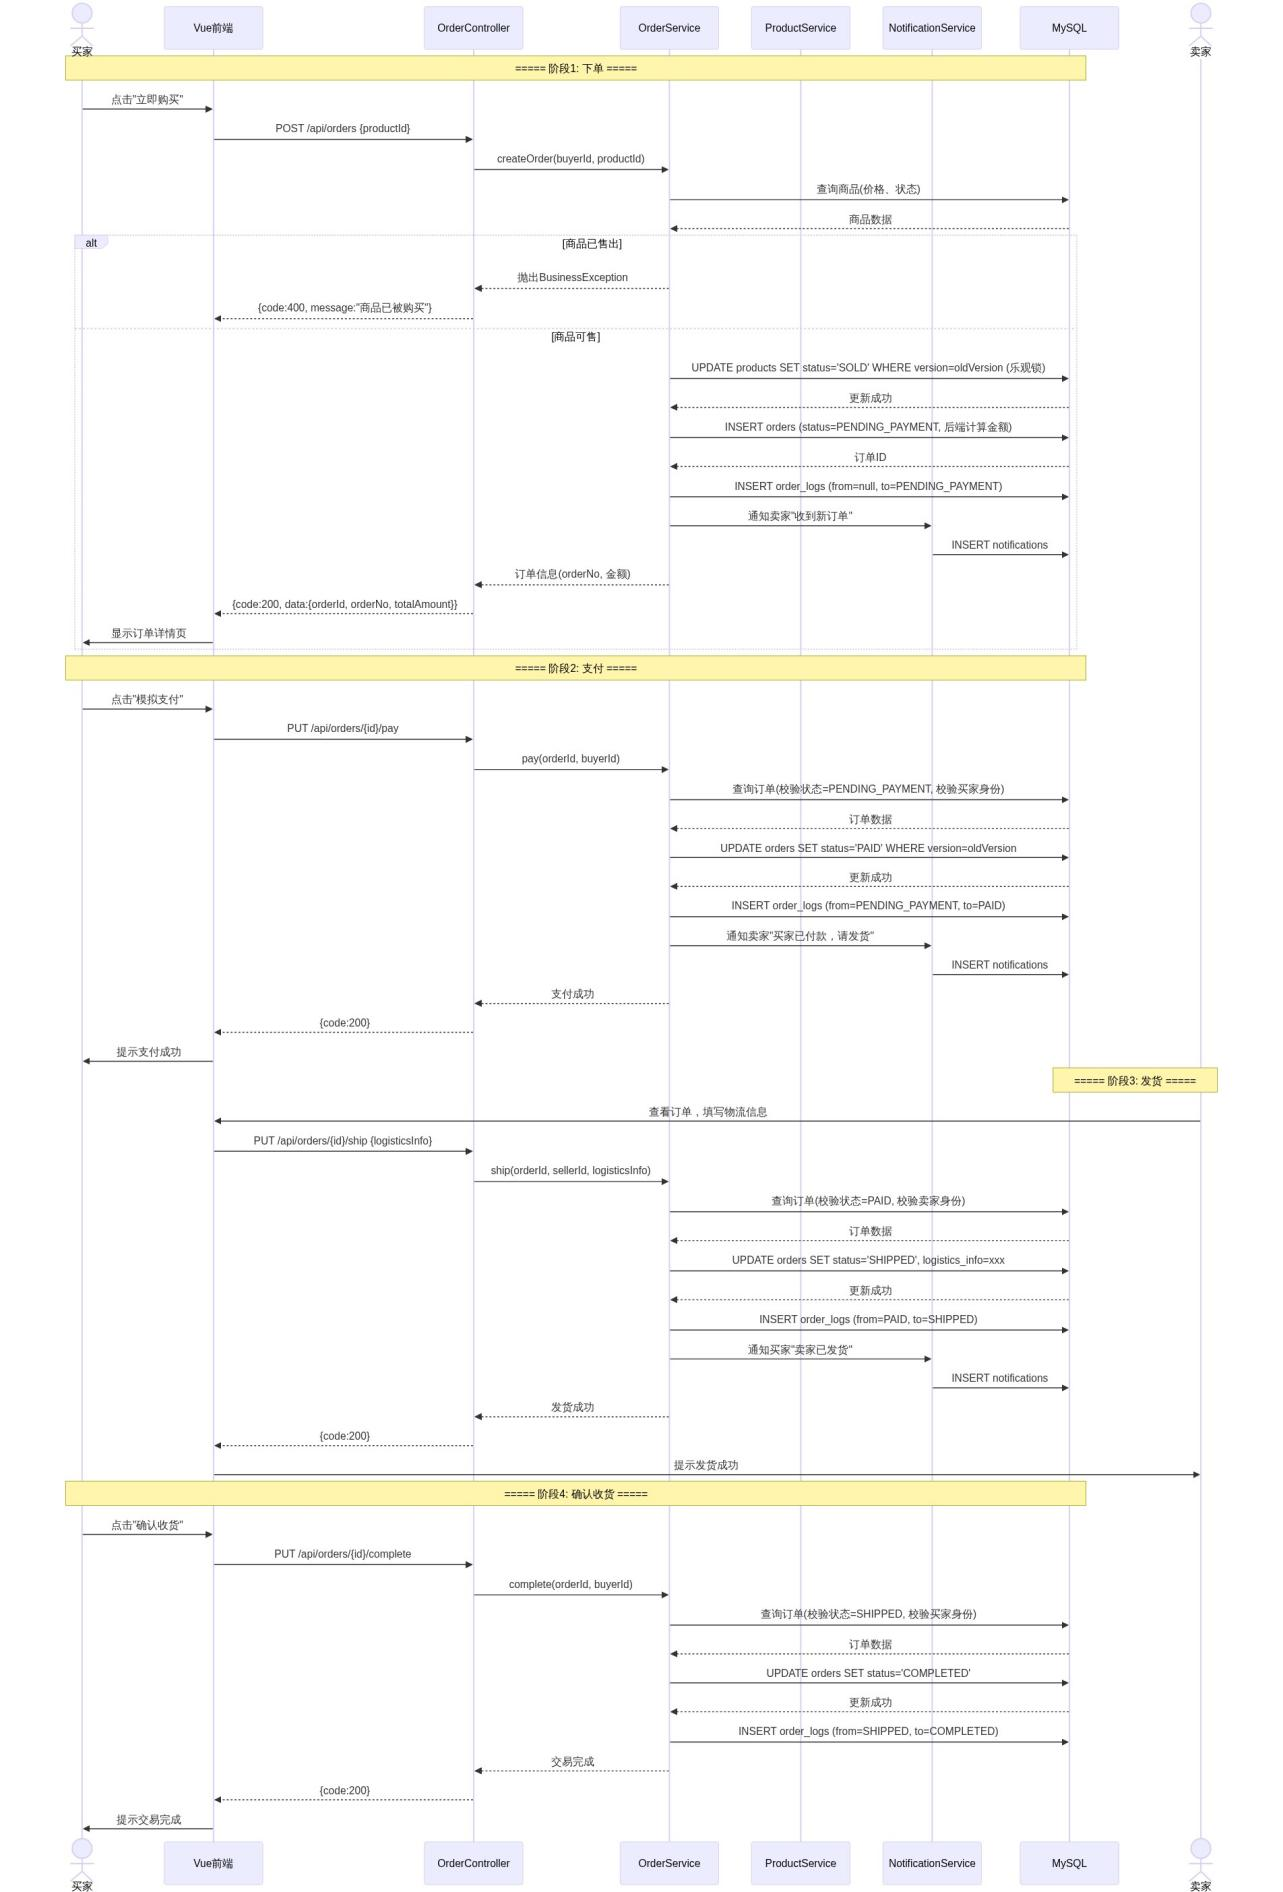 买家
Vue前端
OrderController
OrderService
ProductService
NotificationService
MySQL
卖家
===== 阶段1: 下单 =====
点击"立即购买"
POST /api/orders {productId}
createOrder(buyerId, productId)
查询商品(价格、状态)
商品数据
alt
[商品已售出]
抛出BusinessException
{code:400, message:"商品已被购买"}
[商品可售]
UPDATE products SET status='SOLD' WHERE version=oldVersion (乐观锁)
更新成功
INSERT orders (status=PENDING_PAYMENT, 后端计算金额)
订单ID
INSERT order_logs (from=null, to=PENDING_PAYMENT)
通知卖家"收到新订单"
INSERT notifications
订单信息(orderNo, 金额)
{code:200, data:{orderId, orderNo, totalAmount}}
显示订单详情页
===== 阶段2: 支付 =====
点击"模拟支付"
PUT /api/orders/{id}/pay
pay(orderId, buyerId)
查询订单(校验状态=PENDING_PAYMENT, 校验买家身份)
订单数据
UPDATE orders SET status='PAID' WHERE version=oldVersion
更新成功
INSERT order_logs (from=PENDING_PAYMENT, to=PAID)
通知卖家"买家已付款，请发货"
INSERT notifications
支付成功
{code:200}
提示支付成功
===== 阶段3: 发货 =====
查看订单，填写物流信息
PUT /api/orders/{id}/ship {logisticsInfo}
ship(orderId, sellerId, logisticsInfo)
查询订单(校验状态=PAID, 校验卖家身份)
订单数据
UPDATE orders SET status='SHIPPED', logistics_info=xxx
更新成功
INSERT order_logs (from=PAID, to=SHIPPED)
通知买家"卖家已发货"
INSERT notifications
发货成功
{code:200}
提示发货成功
===== 阶段4: 确认收货 =====
点击"确认收货"
PUT /api/orders/{id}/complete
complete(orderId, buyerId)
查询订单(校验状态=SHIPPED, 校验买家身份)
订单数据
UPDATE orders SET status='COMPLETED'
更新成功
INSERT order_logs (from=SHIPPED, to=COMPLETED)
交易完成
{code:200}
提示交易完成
买家
Vue前端
OrderController
OrderService
ProductService
NotificationService
MySQL
卖家